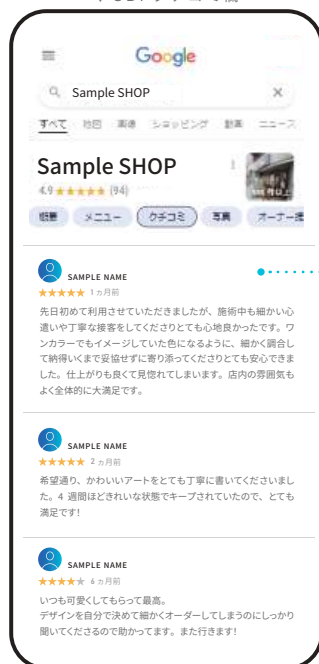 Google
Sample SHOP
すべて 地図 画像 ショッピング 動画 ニュース
Sample SHOP
4.9 ★★★★★ (94)
概要 メニュー クチコミ 写真 オーナー
SAMPLE NAME
★★★★★ 1ヵ月前
先日初めて利用させていただきましたが、施術中も細かい心
遣いや丁寧な接客をしてくださりとても心地良かったです。ワ
ンカラーでもイメージしていた色になるように、細かく調合し
て納得いくまで妥協せずに寄り添ってくださりとても安心できま
した。仕上がりも良くて見惚れてしまいます。店内の雰囲気も
よく全体的に大満足です。
SAMPLE NAME
★★★★★ 2ヵ月前
希望通り、かわいいアートをとても丁寧に書いてくださいまし
た。4 週間ほどきれいな状態でキープされていたので、とても
満足です!
SAMPLE NAME
★★★★★ 6ヵ月前
いつも可愛くしてもらって最高。
デザインを自分で決めて細かくオーダーしてしまうのにしっかり
聞いてくださるので助かってます。また行きます!